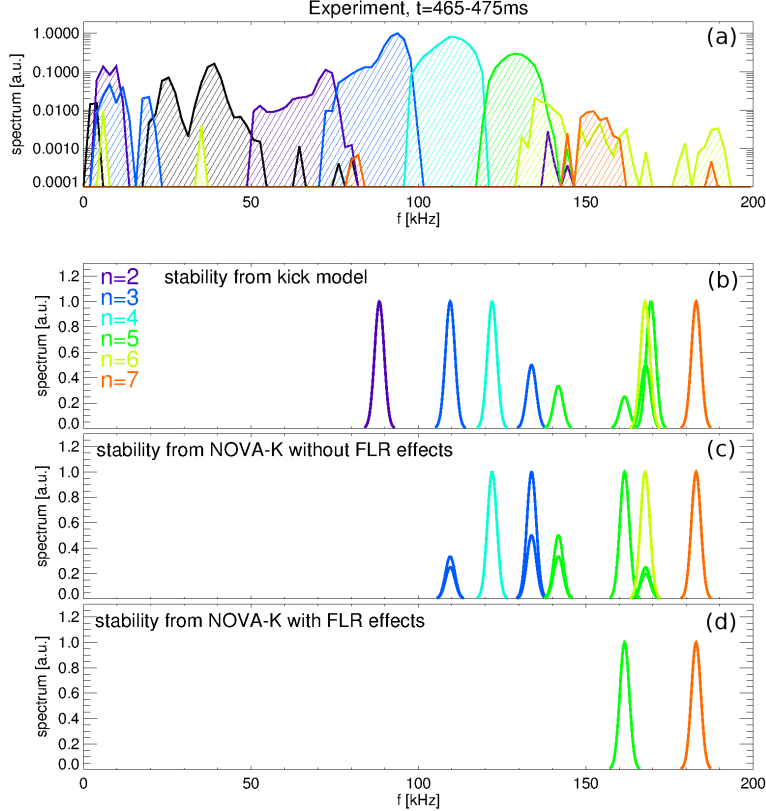 Experiment, t=465-475ms
(a)
spectrum [a.u.]
1.0000
0.1000
0.0100
0.0010
0.0001
0 50 100 150 200
f [kHz]
(b)
stability from kick model
n=2
n=3
n=4
n=5
n=6
n=7
spectrum [a.u.]
1.2
1.0
0.8
0.6
0.4
0.2
0.0
(c)
stability from NOVA-K without FLR effects
spectrum [a.u.]
1.2
1.0
0.8
0.6
0.4
0.2
0.0
(d)
stability from NOVA-K with FLR effects
spectrum [a.u.]
1.2
1.0
0.8
0.6
0.4
0.2
0.0
0 50 100 150 200
f [kHz]